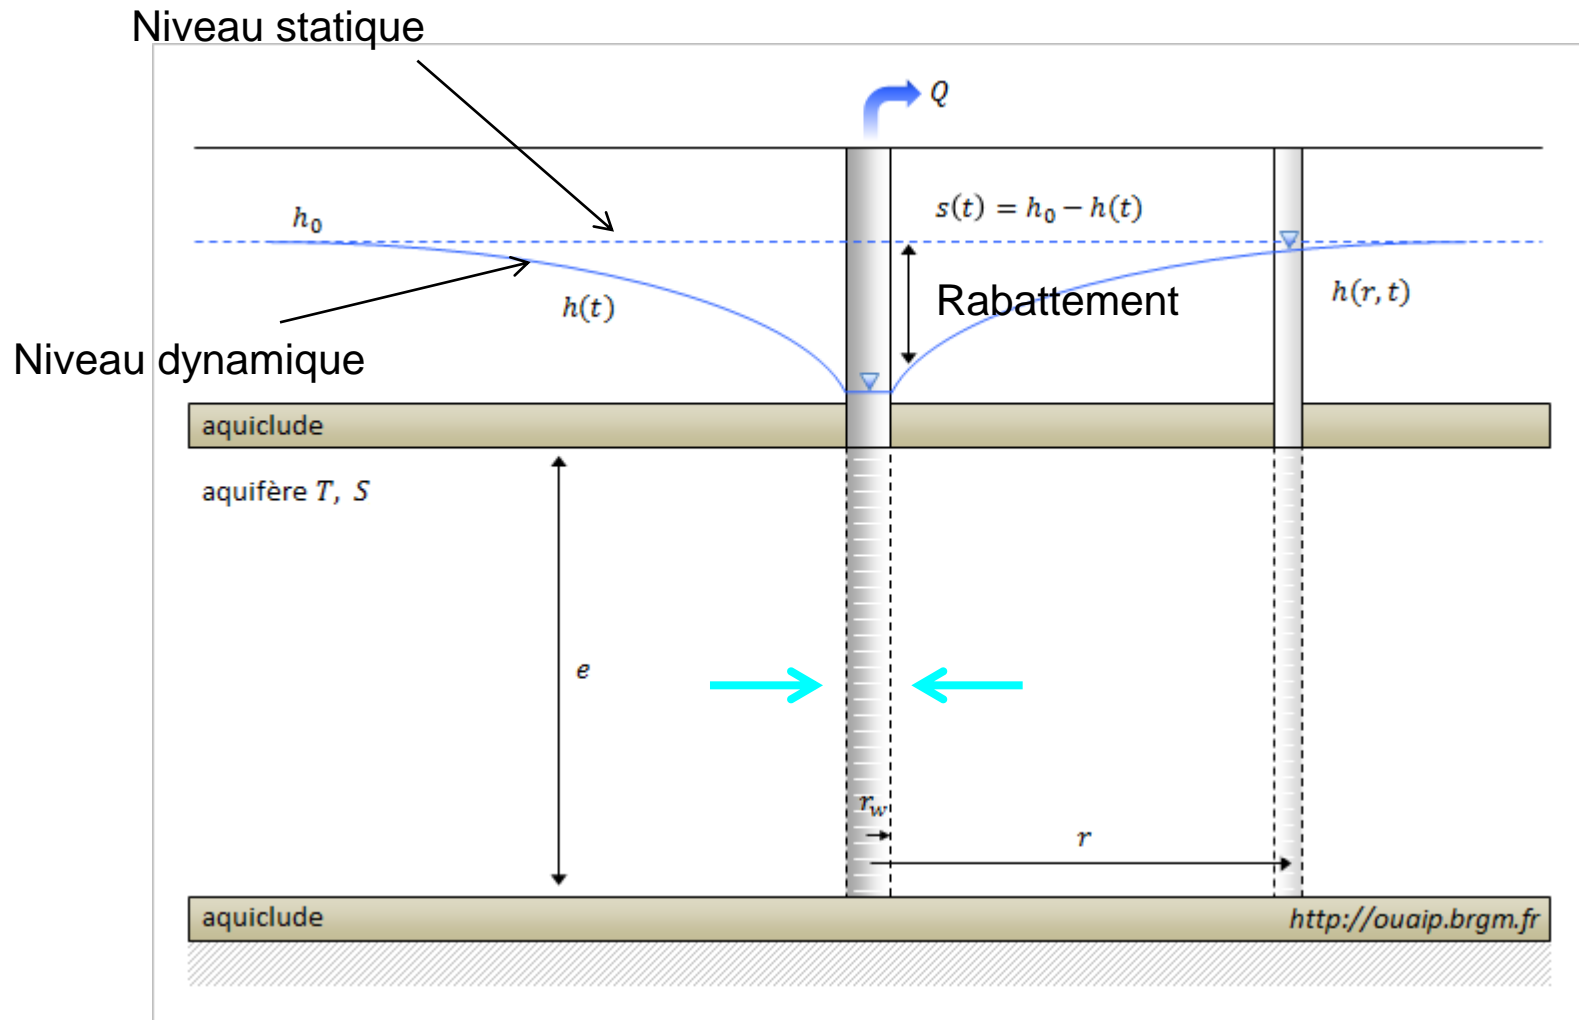 Niveau statique
Q
s(t) = h₀ − h(t)
h₀
h(t)
Rabattement
h(r, t)
Niveau dynamique
aquiclude
aquifère T, S
e
r_w
r
aquiclude
http://ouaip.brgm.fr